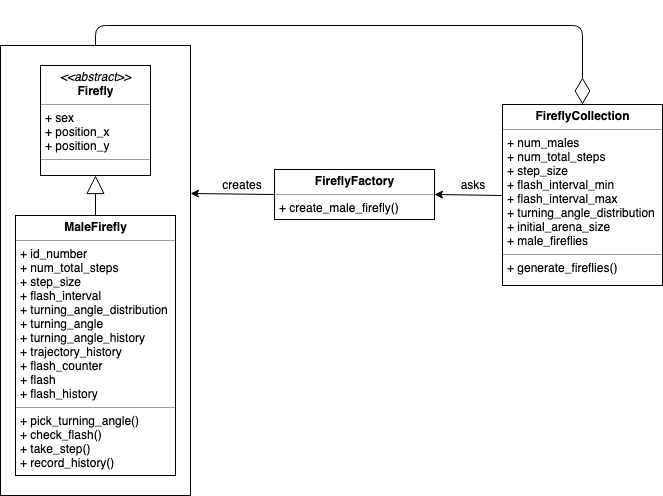 <<abstract>>
Firefly
+ sex
+ position_x
+ position_y
MaleFirefly
+ id_number
+ num_total_steps
+ step_size
+ flash_interval
+ turning_angle_distribution
+ turning_angle
+ turning_angle_history
+ trajectory_history
+ flash_counter
+ flash
+ flash_history
+ pick_turning_angle()
+ check_flash()
+ take_step()
+ record_history()
creates
FireflyFactory
+ create_male_firefly()
asks
FireflyCollection
+ num_males
+ num_total_steps
+ step_size
+ flash_interval_min
+ flash_interval_max
+ turning_angle_distribution
+ initial_arena_size
+ male_fireflies
+ generate_fireflies()